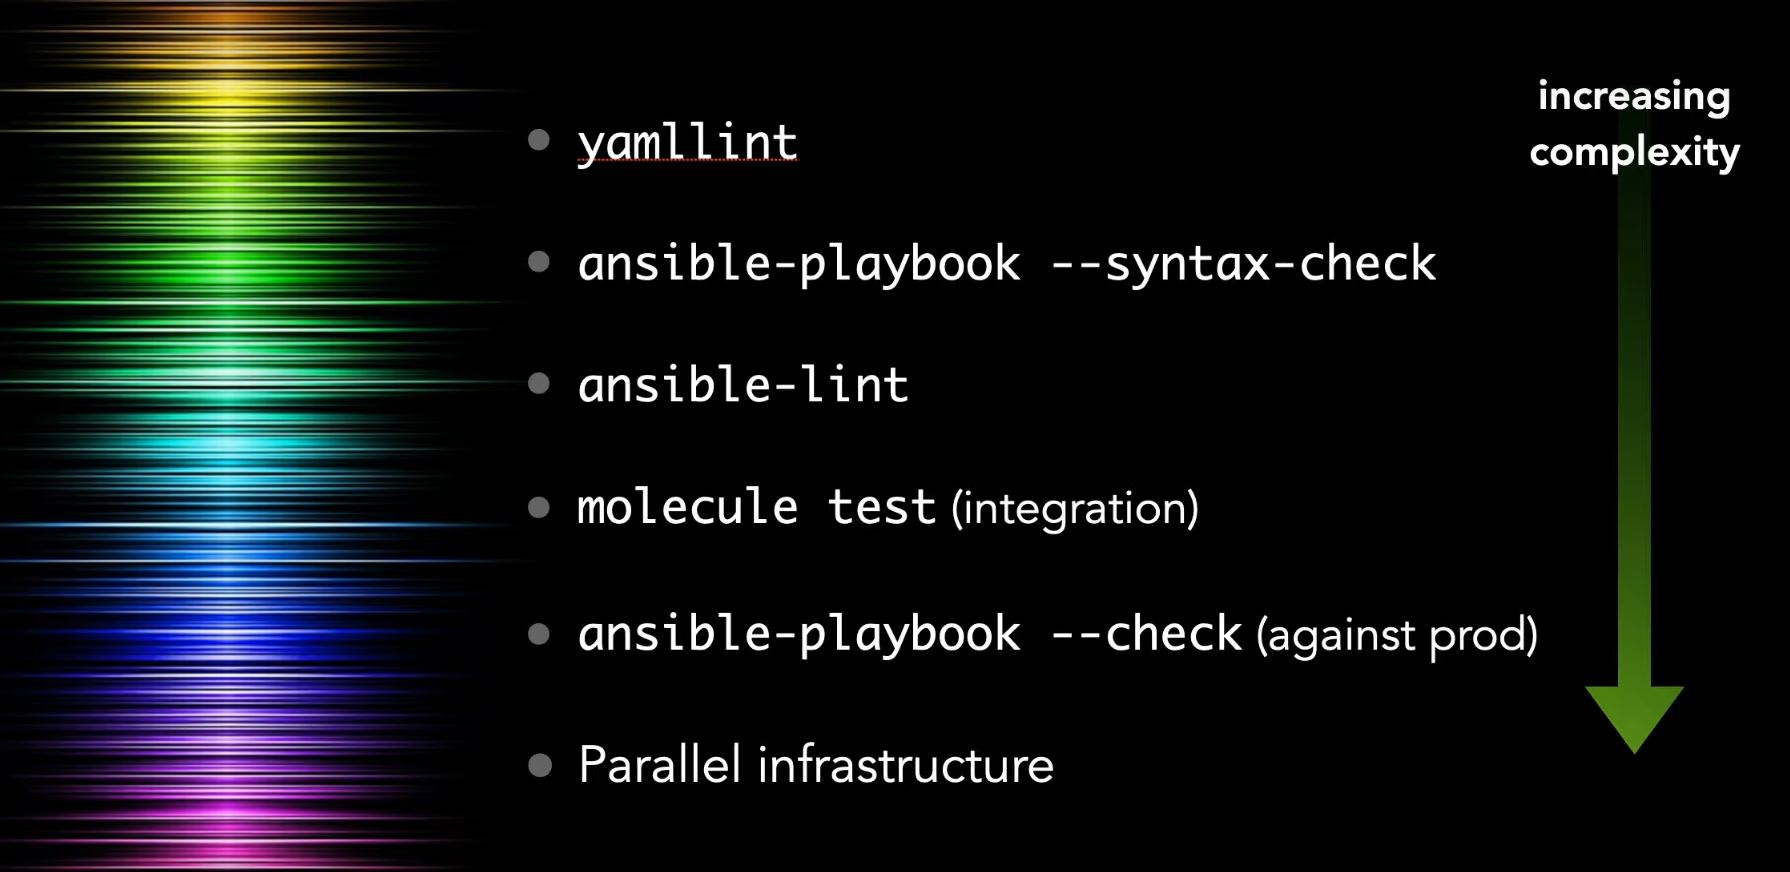 increasing
complexity
yamllint
ansible-playbook --syntax-check
ansible-lint
molecule test (integration)
ansible-playbook --check (against prod)
Parallel infrastructure